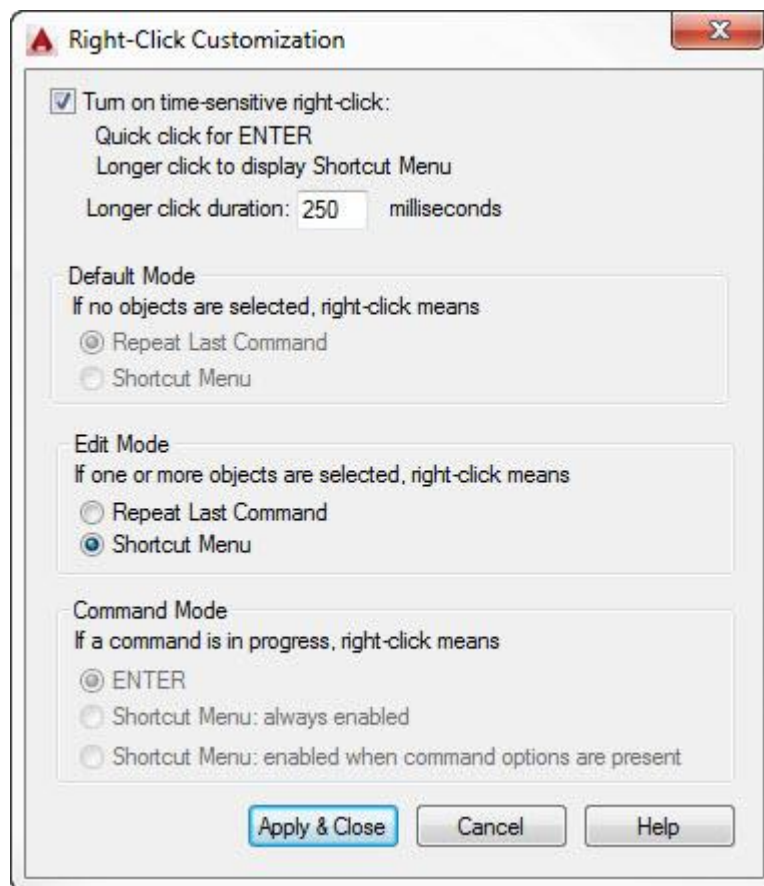 Right-Click Customization
Turn on time-sensitive right-click:
Quick click for ENTER
Longer click to display Shortcut Menu
Longer click duration: 250 milliseconds
Default Mode
If no objects are selected, right-click means
Repeat Last Command
Shortcut Menu
Edit Mode
If one or more objects are selected, right-click means
Repeat Last Command
Shortcut Menu
Command Mode
If a command is in progress, right-click means
ENTER
Shortcut Menu: always enabled
Shortcut Menu: enabled when command options are present
Apply & Close Cancel Help